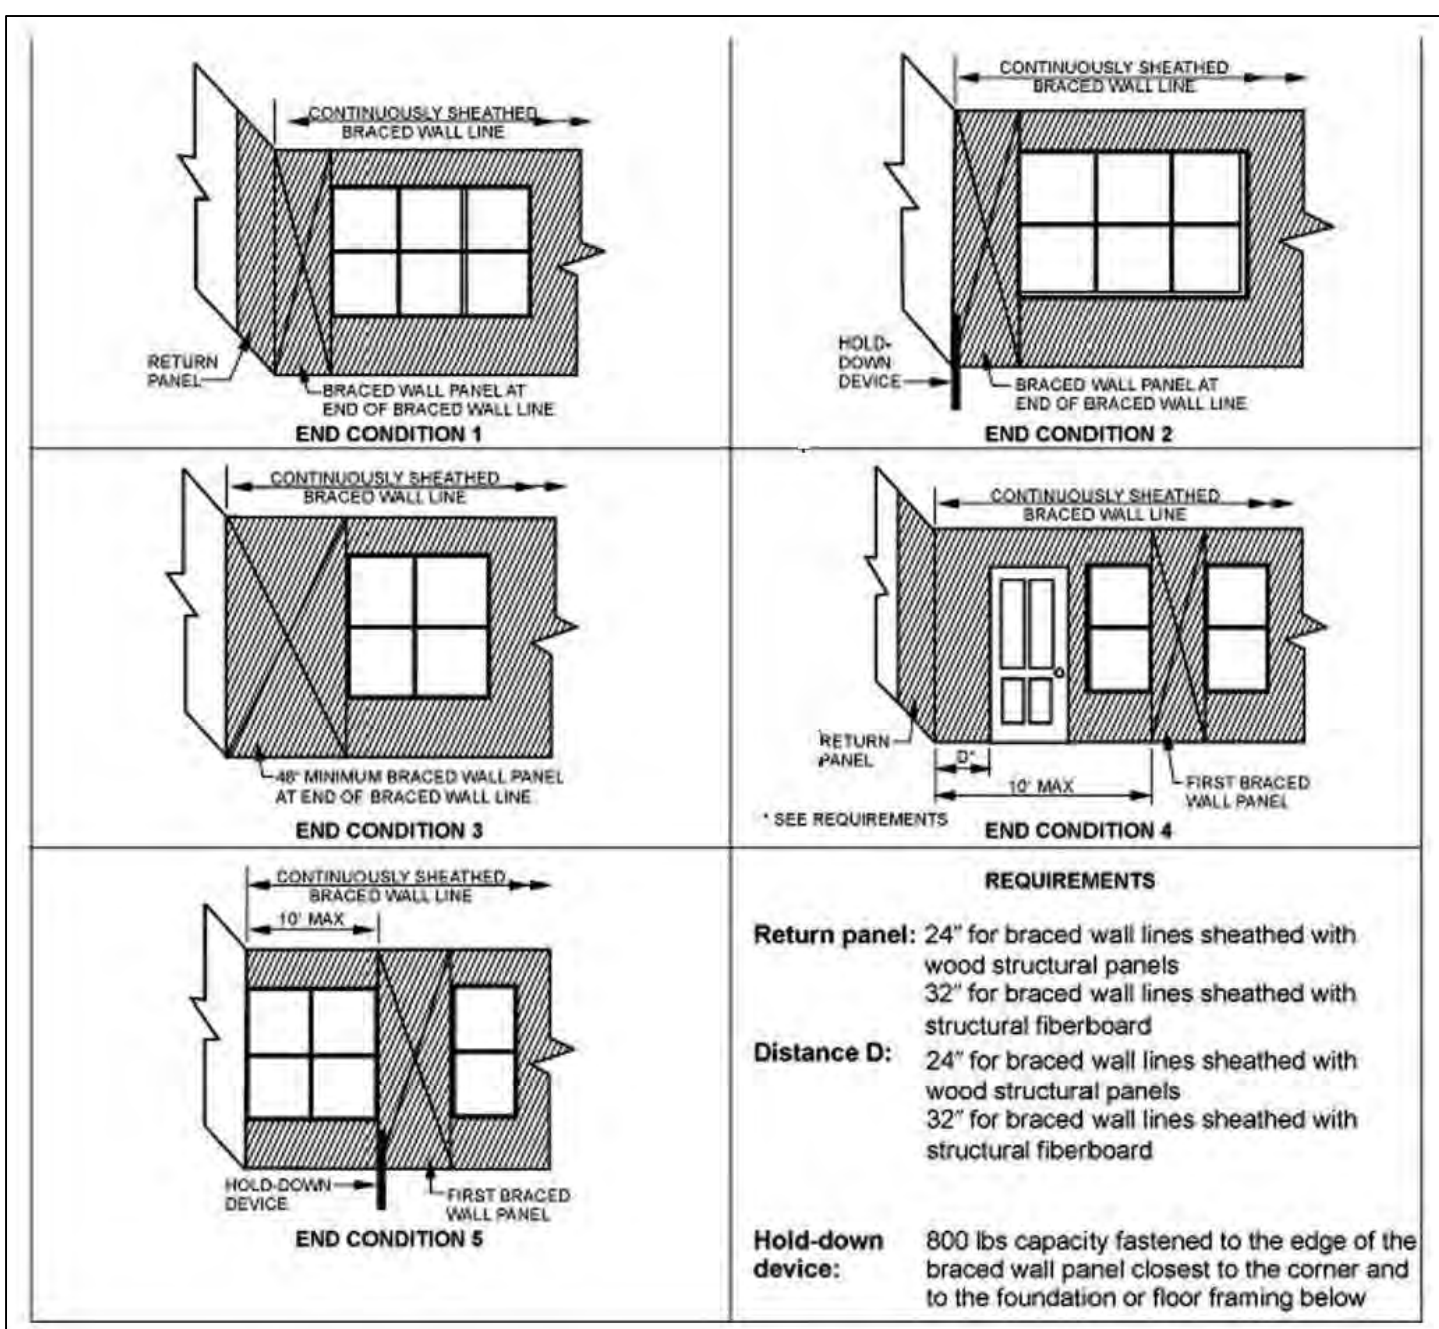 CONTINUOUSLY SHEATHED
BRACED WALL LINE
RETURN
PANEL
BRACED WALL PANEL AT
END OF BRACED WALL LINE
END CONDITION 1
CONTINUOUSLY SHEATHED
BRACED WALL LINE
HOLD-
DOWN
DEVICE
BRACED WALL PANEL AT
END OF BRACED WALL LINE
END CONDITION 2
CONTINUOUSLY SHEATHED
BRACED WALL LINE
48" MINIMUM BRACED WALL PANEL
AT END OF BRACED WALL LINE
END CONDITION 3
CONTINUOUSLY SHEATHED
BRACED WALL LINE
RETURN
PANEL
D*
10' MAX
FIRST BRACED
WALL PANEL
* SEE REQUIREMENTS
END CONDITION 4
CONTINUOUSLY SHEATHED
BRACED WALL LINE
10' MAX
HOLD-DOWN
DEVICE
FIRST BRACED
WALL PANEL
END CONDITION 5
REQUIREMENTS
Return panel: 24" for braced wall lines sheathed with
wood structural panels
32" for braced wall lines sheathed with
structural fiberboard
Distance D: 24" for braced wall lines sheathed with
wood structural panels
32" for braced wall lines sheathed with
structural fiberboard
Hold-down 800 lbs capacity fastened to the edge of the
device: braced wall panel closest to the corner and
to the foundation or floor framing below